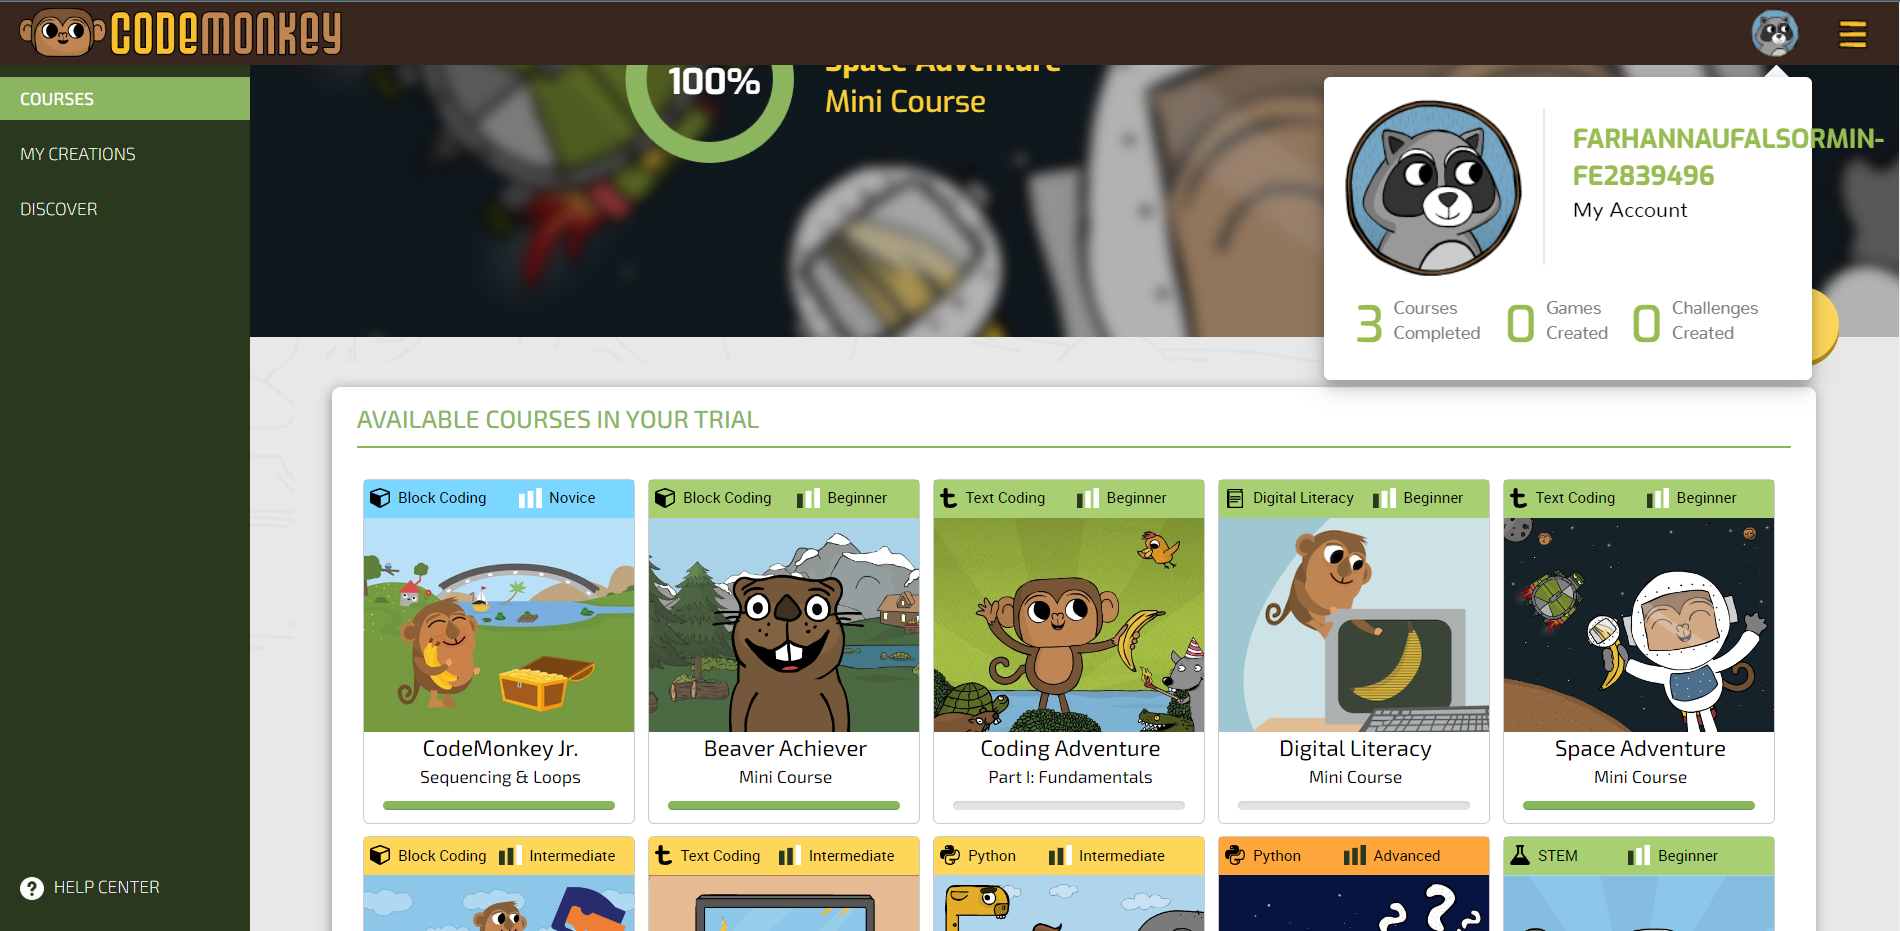 CODEMONKEY
COURSES
MY CREATIONS
DISCOVER
HELP CENTER
100%
Space Adventure
Mini Course
FARHANNAUFALSORMIN-
FE2839496
My Account
3 Courses Completed
0 Games Created
0 Challenges Created
AVAILABLE COURSES IN YOUR TRIAL
Block Coding Novice
CodeMonkey Jr.
Sequencing & Loops
Block Coding Beginner
Beaver Achiever
Mini Course
Text Coding Beginner
Coding Adventure
Part I: Fundamentals
Digital Literacy Beginner
Digital Literacy
Mini Course
Text Coding Beginner
Space Adventure
Mini Course
Block Coding Intermediate
Text Coding Intermediate
Python Intermediate
Python Advanced
STEM Beginner